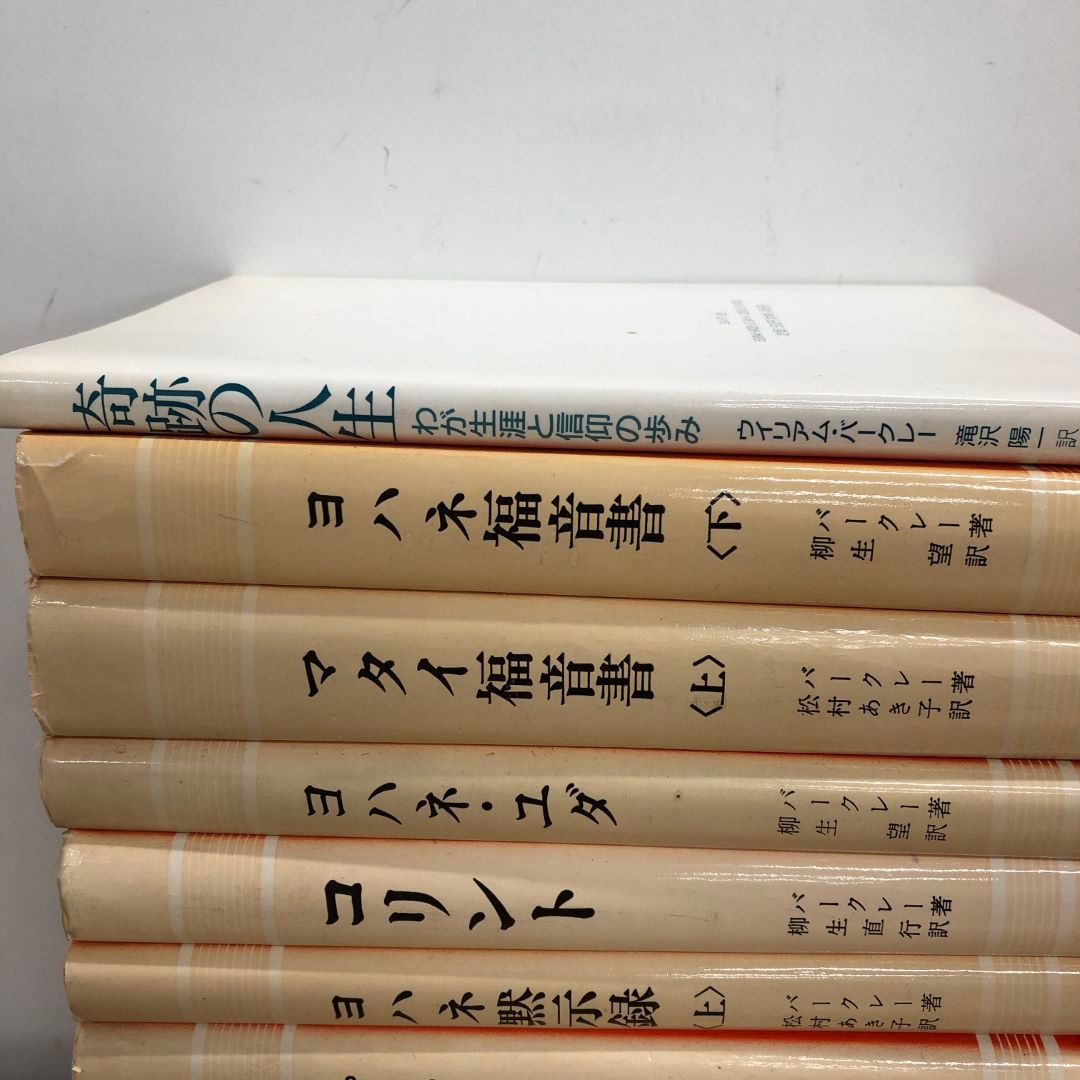 奇跡の人生 わが生涯と信仰の歩み ウイリアム・バークレー 滝沢 陽一 訳
ヨハネ福音書〈下〉
バークレー著
柳生 望訳
マタイ福音書〈上〉
バークレー著
松村あき子訳
ヨハネ・ユダ
バークレー著
柳生 望訳
コリント
バークレー著
柳生直行訳
ヨハネ黙示録〈上〉
バークレー著
松村あき子訳